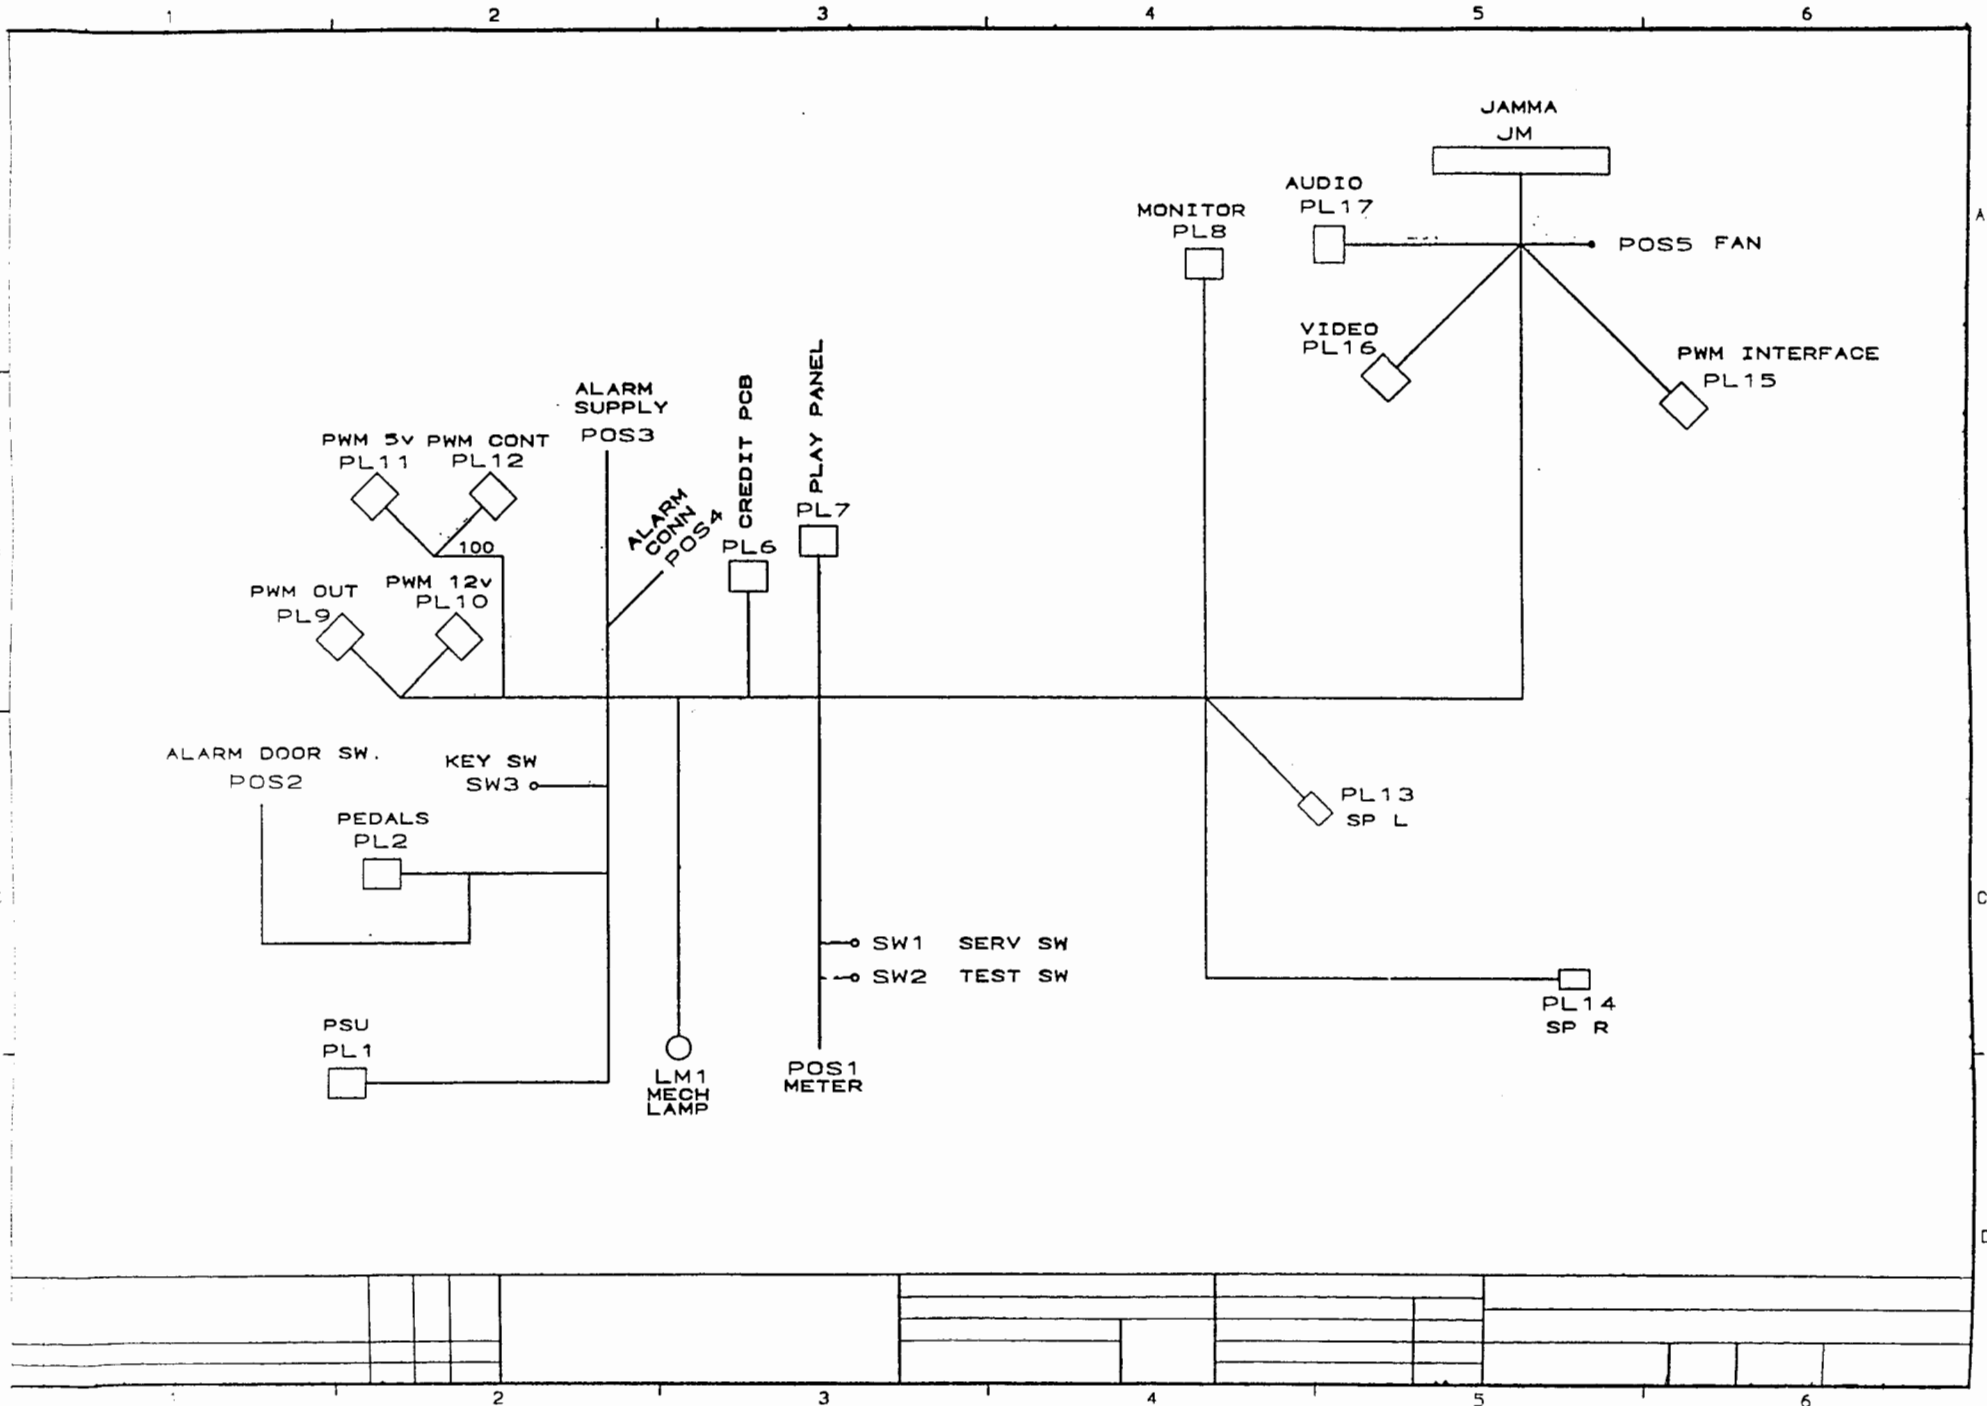 1 2 3 4 5 6
JAMMA
JM
AUDIO
PL17
MONITOR
PL8
POS5 FAN
VIDEO
PL16
PWM INTERFACE
PL15
ALARM
SUPPLY
POS3
PWM 5v
PL11
PWM CONT
PL12
100
ALARM
CONN
POS4
CREDIT PCB
PL6
PLAY PANEL
PL7
PWM OUT
PL9
PWM 12v
PL10
ALARM DOOR SW.
POS2
KEY SW
SW3
PEDALS
PL2
PL13
SP L
SW1 SERV SW
SW2 TEST SW
PL14
SP R
PSU
PL1
LM1
MECH
LAMP
POS1
METER
A
C
D
2 3 4 5 6